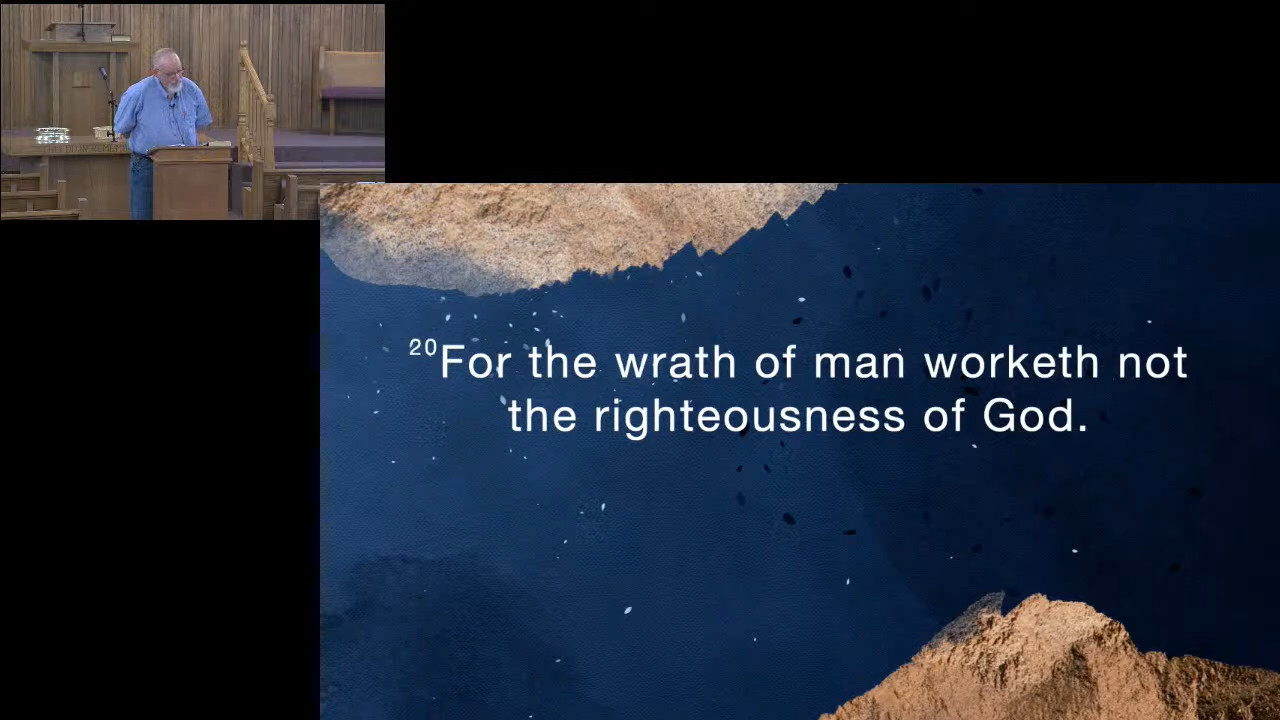 20For the wrath of man worketh not
the righteousness of God.